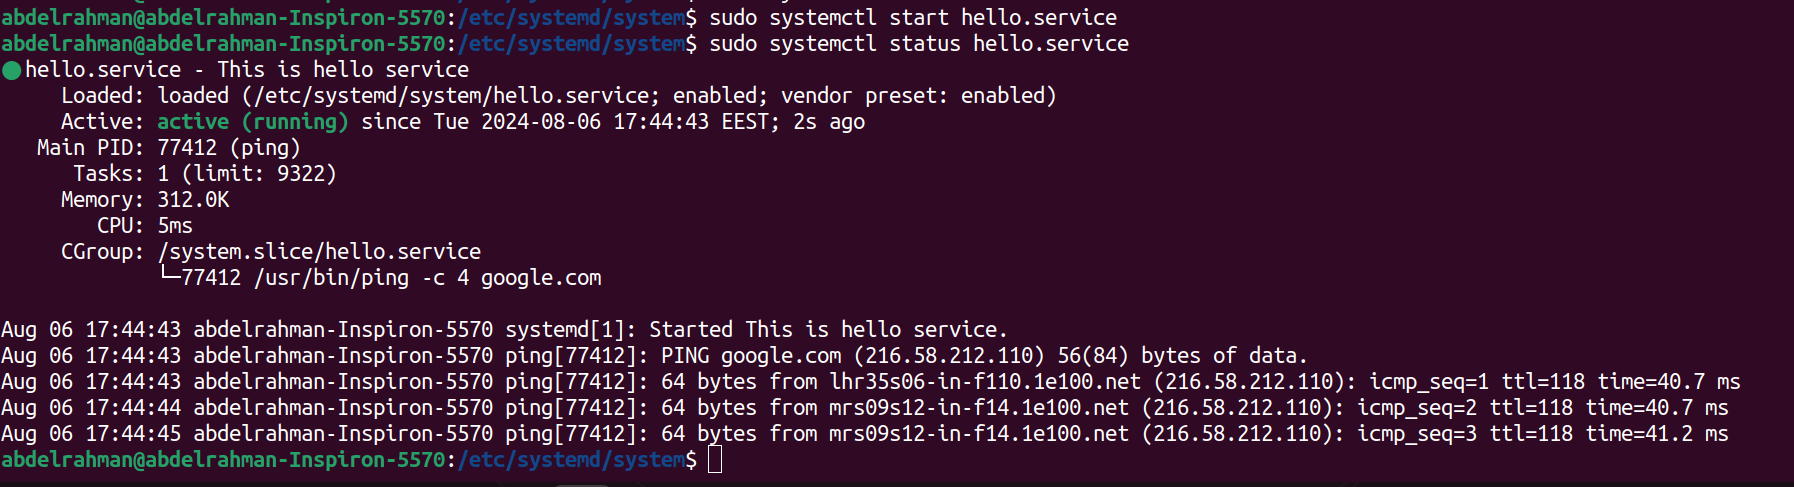 abdelrahman@abdelrahman-Inspiron-5570:/etc/systemd/system$ sudo systemctl start hello.service
abdelrahman@abdelrahman-Inspiron-5570:/etc/systemd/system$ sudo systemctl status hello.service
● hello.service - This is hello service
     Loaded: loaded (/etc/systemd/system/hello.service; enabled; vendor preset: enabled)
     Active: active (running) since Tue 2024-08-06 17:44:43 EEST; 2s ago
   Main PID: 77412 (ping)
      Tasks: 1 (limit: 9322)
     Memory: 312.0K
        CPU: 5ms
     CGroup: /system.slice/hello.service
             └─77412 /usr/bin/ping -c 4 google.com

Aug 06 17:44:43 abdelrahman-Inspiron-5570 systemd[1]: Started This is hello service.
Aug 06 17:44:43 abdelrahman-Inspiron-5570 ping[77412]: PING google.com (216.58.212.110) 56(84) bytes of data.
Aug 06 17:44:43 abdelrahman-Inspiron-5570 ping[77412]: 64 bytes from lhr35s06-in-f110.1e100.net (216.58.212.110): icmp_seq=1 ttl=118 time=40.7 ms
Aug 06 17:44:44 abdelrahman-Inspiron-5570 ping[77412]: 64 bytes from mrs09s12-in-f14.1e100.net (216.58.212.110): icmp_seq=2 ttl=118 time=40.7 ms
Aug 06 17:44:45 abdelrahman-Inspiron-5570 ping[77412]: 64 bytes from mrs09s12-in-f14.1e100.net (216.58.212.110): icmp_seq=3 ttl=118 time=41.2 ms
abdelrahman@abdelrahman-Inspiron-5570:/etc/systemd/system$